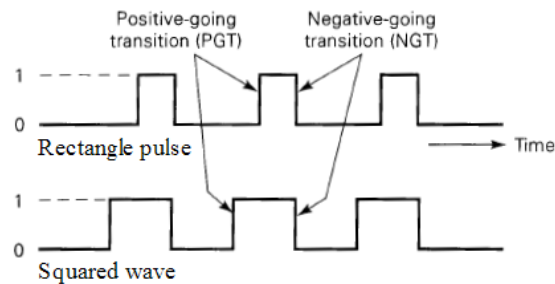 Positive-going
transition (PGT)
Negative-going
transition (NGT)
1
0
Rectangle pulse
Time
1
0
Squared wave